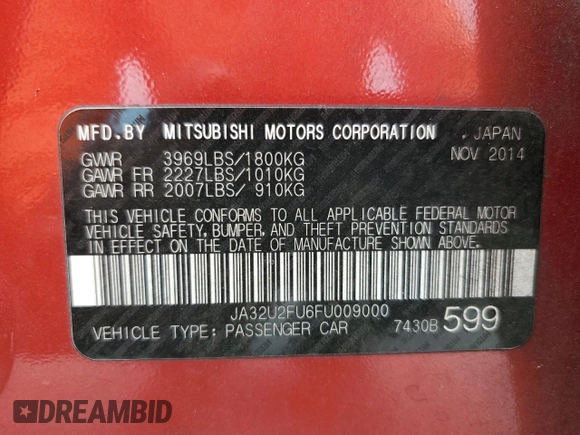 MFD.BY MITSUBISHI MOTORS CORPORATION . JAPAN
GVWR 3969LBS/1800KG NOV 2014
GAWR FR 2227LBS/1010KG
GAWR RR 2007LBS/ 910KG
THIS VEHICLE CONFORMS TO ALL APPLICABLE FEDERAL MOTOR
VEHICLE SAFETY, BUMPER, AND THEFT PREVENTION STANDARDS
IN EFFECT ON THE DATE OF MANUFACTURE SHOWN ABOVE.
JA32U2FU6FU009000
VEHICLE TYPE: PASSENGER CAR 7430B 599
DREAMBID